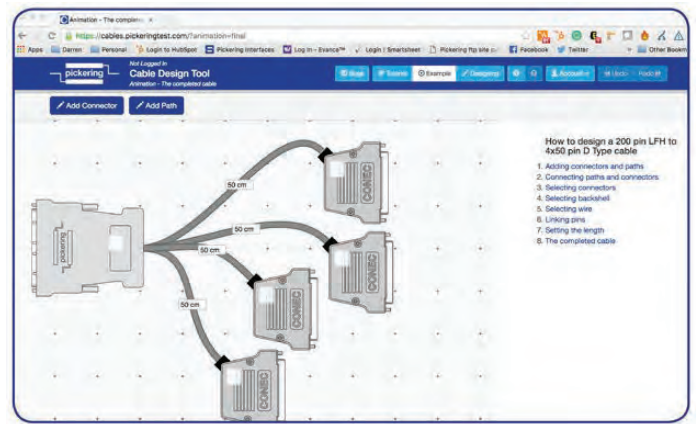 Animation - The complete
https://cables.pickeringtest.com/?animation=final
Apps Darren Personal Login to HubSpot Pickering Interfaces Log in - Evance™ Login | Smartsheet Pickering ftp site Facebook Twitter » Other Bookm
pickering
Not Logged In
Cable Design Tool
Animation - The completed cable
Example
Add Connector Add Path
How to design a 200 pin LFH to
4x50 pin D Type cable
1. Adding connectors and paths
2. Connecting paths and connectors
3. Selecting connectors
4. Selecting backshell
5. Selecting wire
6. Linking pins
7. Setting the length
8. The completed cable
CONEC
50 cm
50 cm
50 cm
pickering
CONEC
CONEC
50 cm
CONEC